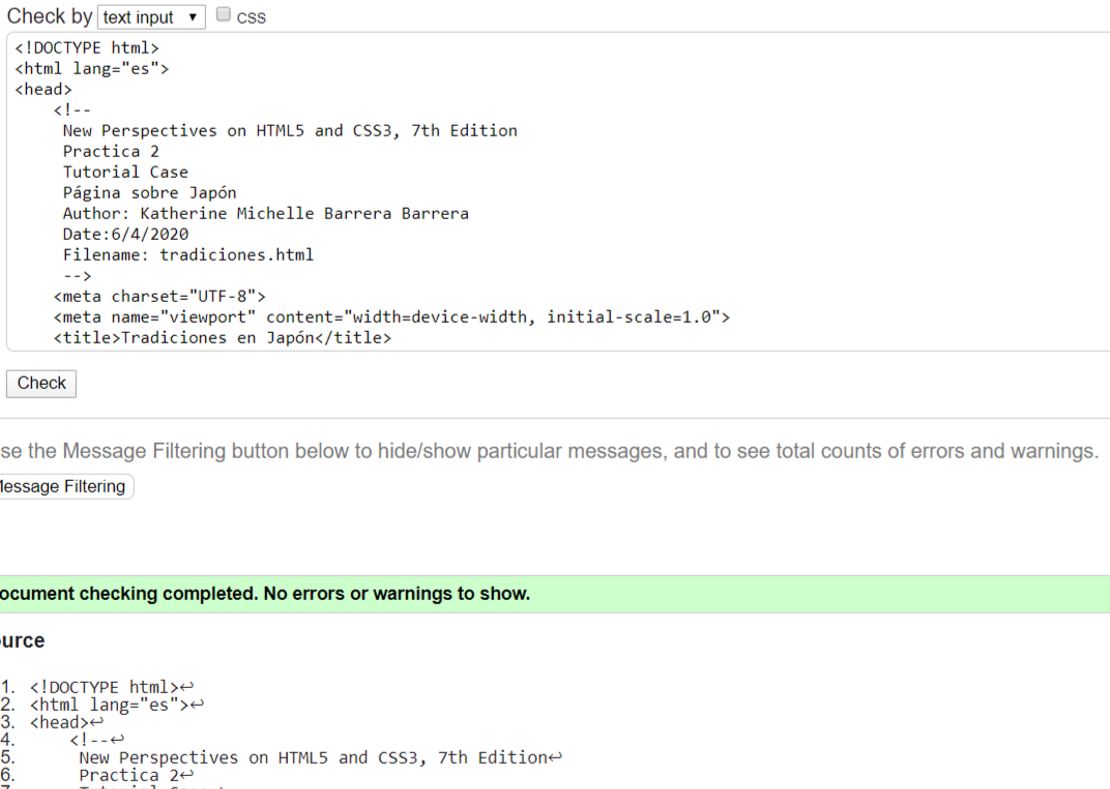 Check by text input ▼ CSS
<!DOCTYPE html>
<html lang="es">
<head>
<!--
New Perspectives on HTML5 and CSS3, 7th Edition
Practica 2
Tutorial Case
Página sobre Japón
Author: Katherine Michelle Barrera Barrera
Date:6/4/2020
Filename: tradiciones.html
-->
<meta charset="UTF-8">
<meta name="viewport" content="width=device-width, initial-scale=1.0">
<title>Tradiciones en Japón</title>
Check
se the Message Filtering button below to hide/show particular messages, and to see total counts of errors and warnings.
Message Filtering
ocument checking completed. No errors or warnings to show.
ource
1. <!DOCTYPE html>↩
2. <html lang="es">↩
3. <head>↩
4. <!--↩
5. New Perspectives on HTML5 and CSS3, 7th Edition↩
6. Practica 2↩